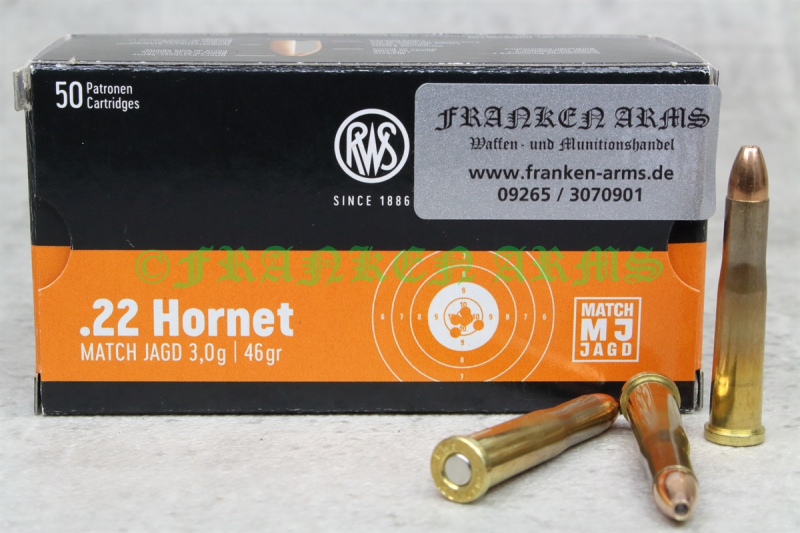 50 Patronen
Cartridges
RWS
SINCE 1886
FRANKEN ARMS
Waffen- und Munitionshandel
www.franken-arms.de
09265 / 3070901
©FRANKEN ARMS
.22 Hornet
MATCH JAGD 3,0g | 46gr
MATCH
MJ
JAGD